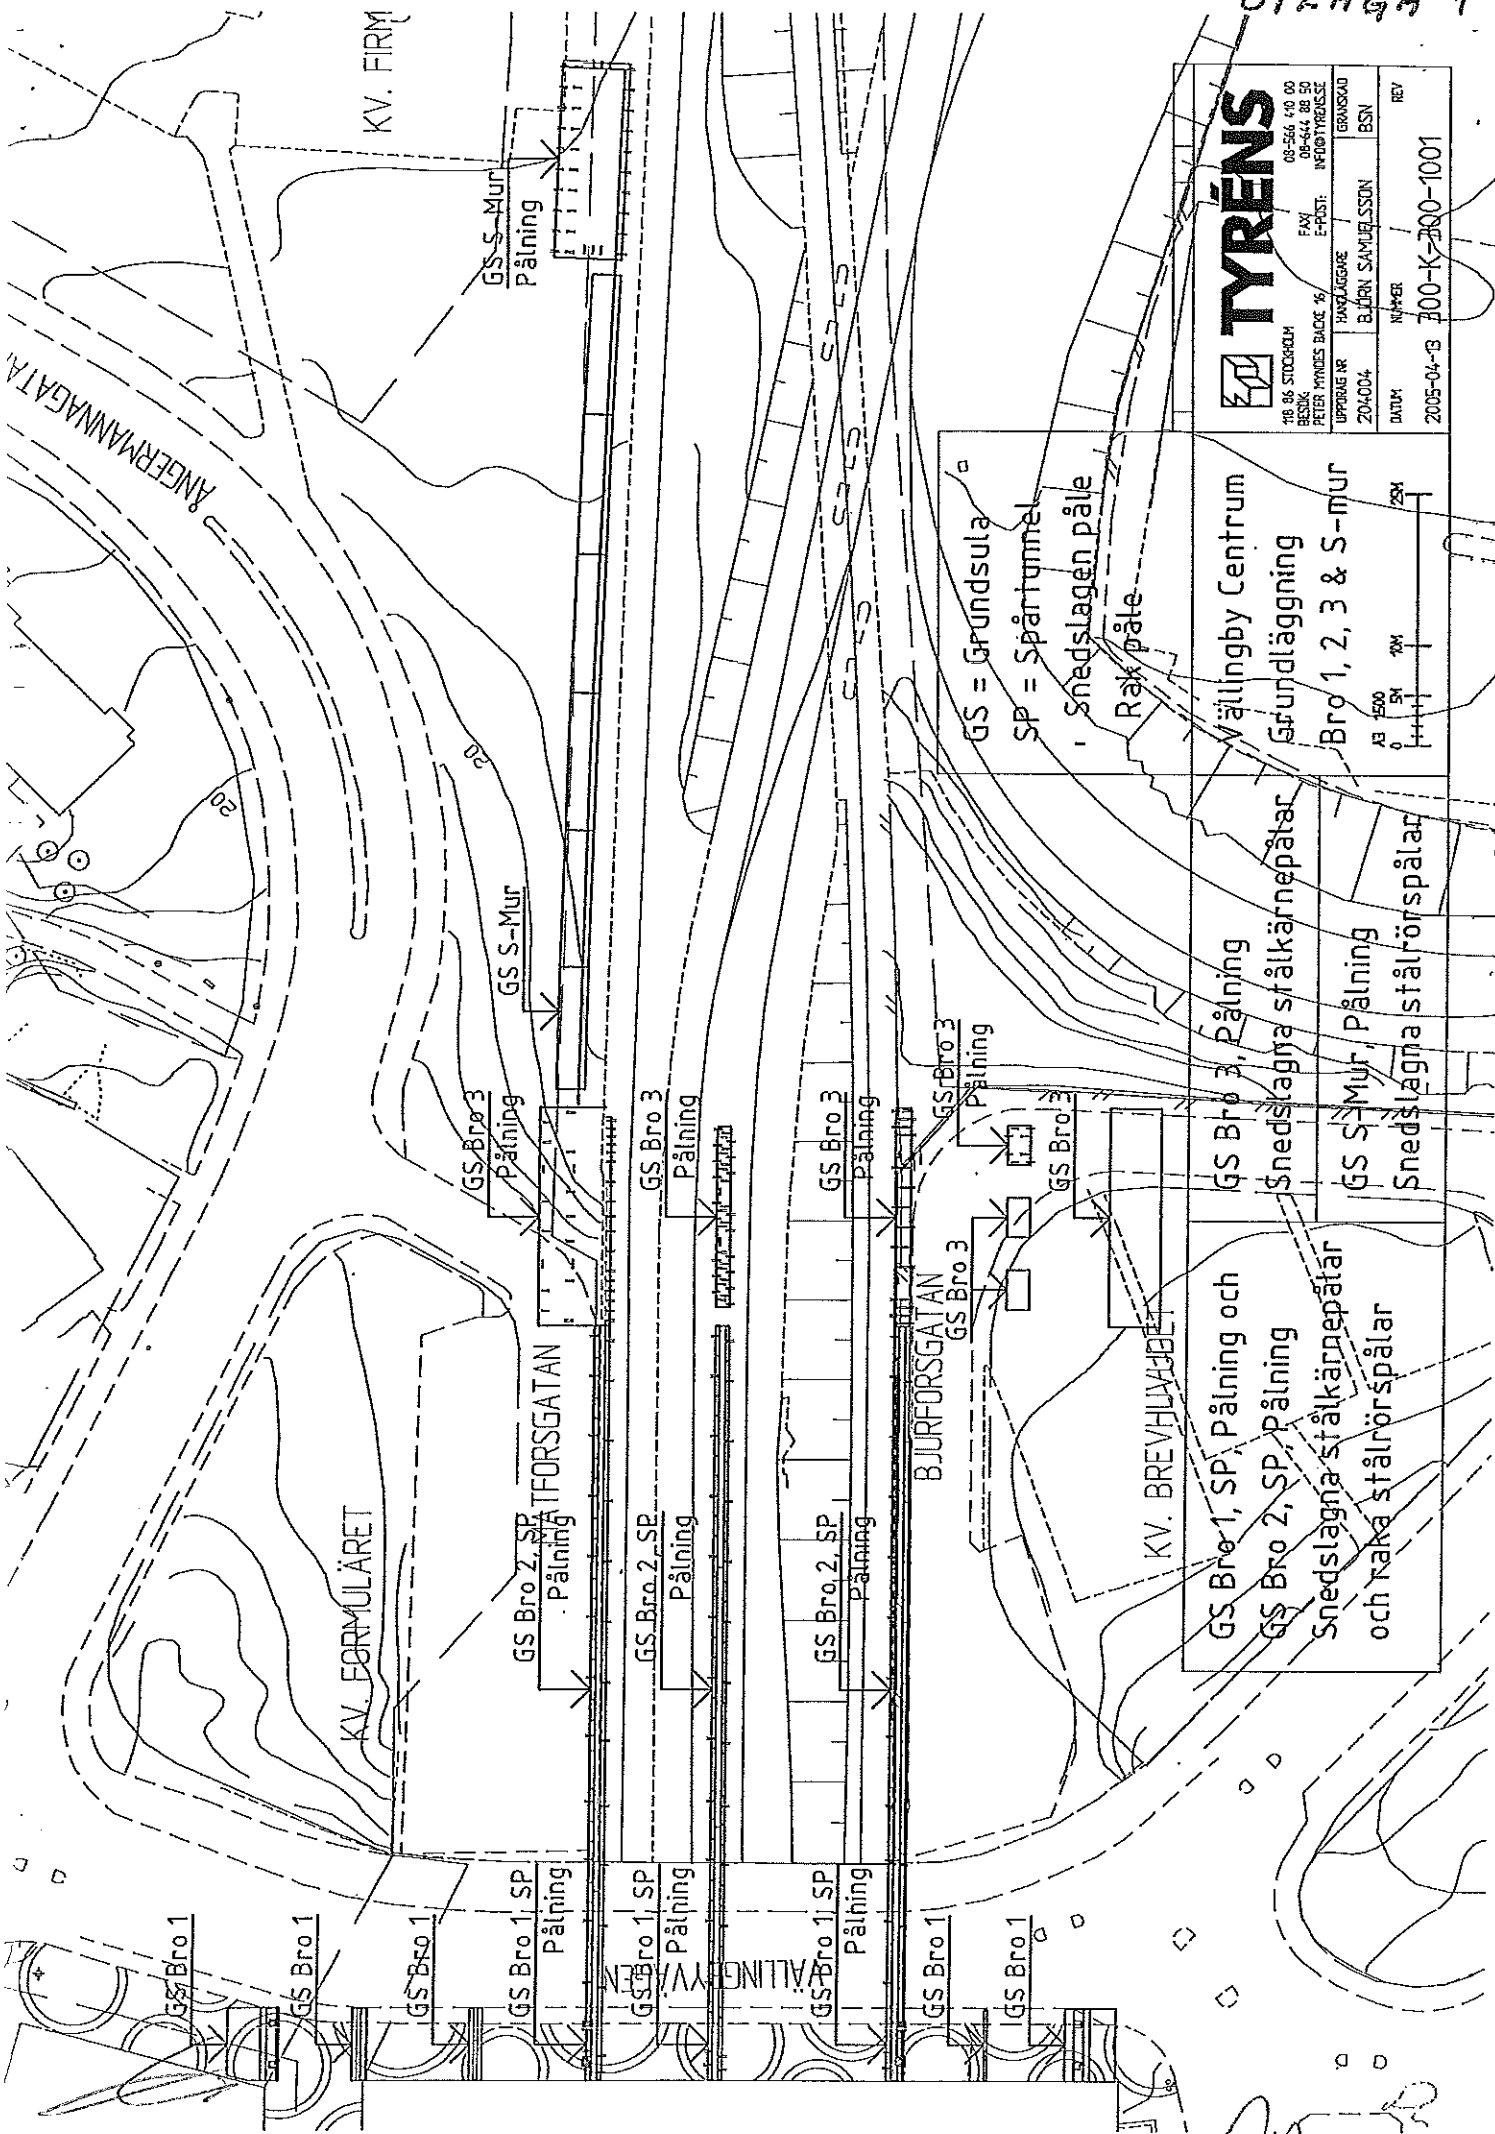 KV. FIRM
ÅNGERMANNAGATA
GS S-Mur
Pålning
20
20
GS S-Mur
KV. FORMULÄRET
MATFORSGATAN
GS Bro 3
Pålning
GS Bro 3
Pålning
GS Bro 3
Pålning
GS Bro 3
Pålning
GS Bro 3
GS Bro 3
BJURFORSGATAN
KV. BREVHUVUDET
GS Bro 2, SP
Pålning
GS Bro 2, SP
Pålning
GS Bro 2, SP
Pålning
GS Bro 1 SP
Pålning
GS Bro 1 SP
Pålning
GS Bro 1 SP
Pålning
GS Bro 1
GS Bro 1
GS Bro 1
GS Bro 1
GS Bro 1
VÄLLINGBYVÄGEN
GS Bro 1, SP, Pålning och
GS Bro 2, SP, Pålning
Snedslagna stålkärnepålar
och raka stålrörspålar
GS Bro 3, Pålning
Snedslagna stålkärnepålar
GS S-Mur, Pålning
Snedslagna stålrörspålar
GS = Grundsula
SP = Spårtunnel
Snedslagen påle
Rak påle
Vällingby Centrum
Grundläggning
Bro 1, 2, 3 & S-mur
A3 1:500
0 5M 10M 25M
TYRÉNS
118 86 STOCKHOLM 08-566 410 00
BESÖK: FAX: 08-644 88 50
PETER MYNDES BACKE 16 E-POST: INFO@TYRENS.SE
UPPDRAG NR HANDLÄGGARE GRANSKAD
204004 BJÖRN SAMUELSSON BSN
DATUM NUMMER REV
2005-04-13 300-K-300-1001